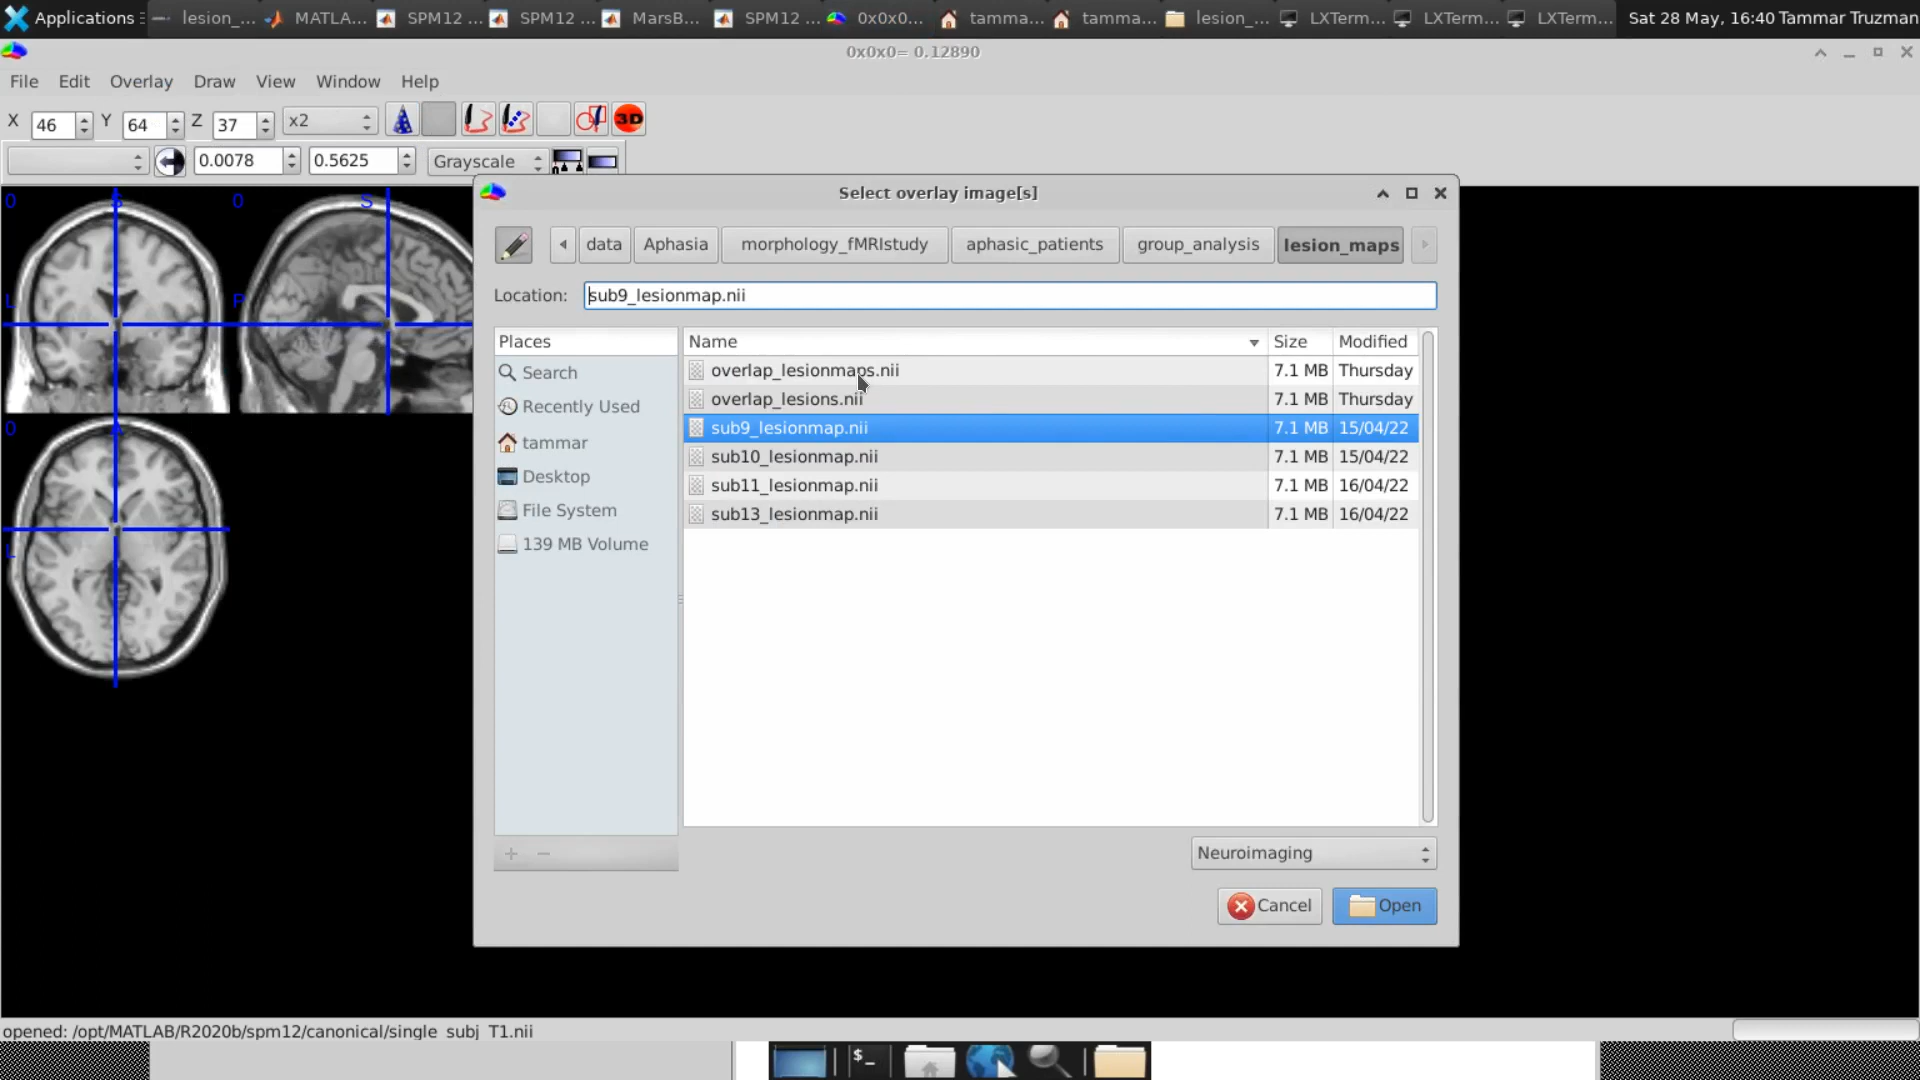 Applications lesion_... MATLA... SPM12 ... SPM12 ... MarsB... SPM12 ... 0x0x0... tamma... tamma... lesion_... LXTerm... LXTerm... LXTerm... Sat 28 May, 16:40 Tammar Truzman
0x0x0= 0.12890
File Edit Overlay Draw View Window Help
X 46 Y 64 Z 37 x2 3D
0.0078 0.5625 Grayscale
Select overlay image[s]
data Aphasia morphology_fMRIstudy aphasic_patients group_analysis lesion_maps
Location: sub9_lesionmap.nii
Places
Search
Recently Used
tammar
Desktop
File System
139 MB Volume
Name Size Modified
overlap_lesionmaps.nii 7.1 MB Thursday
overlap_lesions.nii 7.1 MB Thursday
sub9_lesionmap.nii 7.1 MB 15/04/22
sub10_lesionmap.nii 7.1 MB 15/04/22
sub11_lesionmap.nii 7.1 MB 16/04/22
sub13_lesionmap.nii 7.1 MB 16/04/22
Neuroimaging
Cancel Open
0 S 0 S
L P
0 A
L
opened: /opt/MATLAB/R2020b/spm12/canonical/single_subj_T1.nii
$_